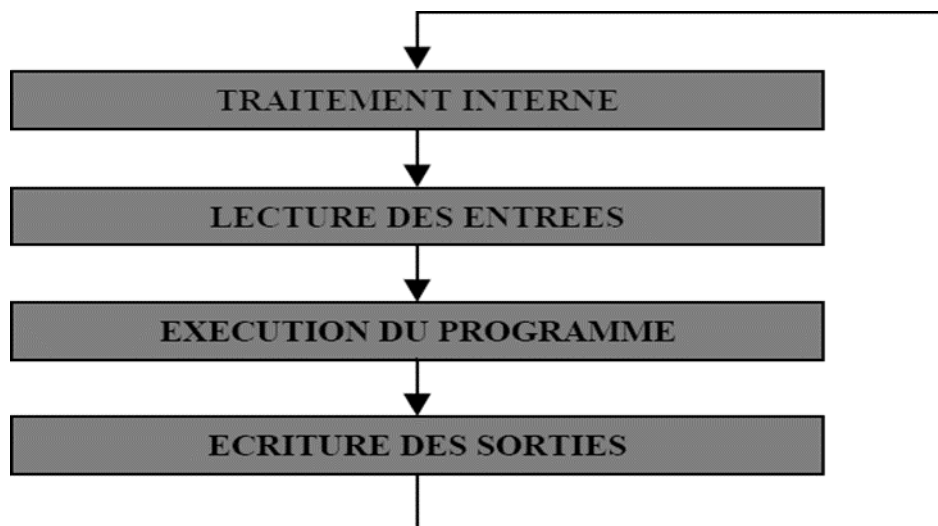 TRAITEMENT INTERNE
LECTURE DES ENTREES
EXECUTION DU PROGRAMME
ECRITURE DES SORTIES